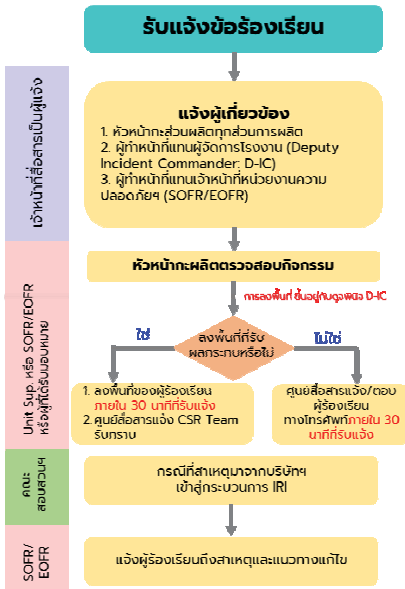 รับแจ้งข้อร้องเรียน
เจ้าหน้าที่สื่อสารเป็นผู้แจ้ง
แจ้งผู้เกี่ยวข้อง
1. หัวหน้ากะส่วนผลิตทุกส่วนการผลิต
2. ผู้ทำหน้าที่แทนผู้จัดการโรงงาน (Deputy
Incident Commander: D-IC)
3. ผู้ทำหน้าที่แทนเจ้าหน้าที่หน่วยงานความ
ปลอดภัยฯ (SOFR/EOFR)
Unit Sup. หรือ SOFR/EOFR
หรือผู้ที่ได้รับมอบหมาย
หัวหน้ากะผลิตตรวจสอบกิจกรรม
การลงพื้นที่ ขึ้นอยู่กับดุจพินิจ D-IC
ลงพื้นที่ที่รับ
ผลกระทบหรือไม่
ใช่
ไม่ใช่
1. ลงพื้นที่ของผู้ร้องเรียน
ภายใน 30 นาทีที่รับแจ้ง
2. ศูนย์สื่อสารแจ้ง CSR Team
รับทราบ
ศูนย์สื่อสารแจ้ง/ตอบ
ผู้ร้องเรียน
ทางโทรศัพท์ภายใน 30
นาทีที่รับแจ้ง
คณะ
สอบสวนฯ
กรณีที่สาเหตุมาจากบริษัทฯ
เข้าสู่กระบวนการ IRI
SOFR/
EOFR
แจ้งผู้ร้องเรียนถึงสาเหตุและแนวทางแก้ไข